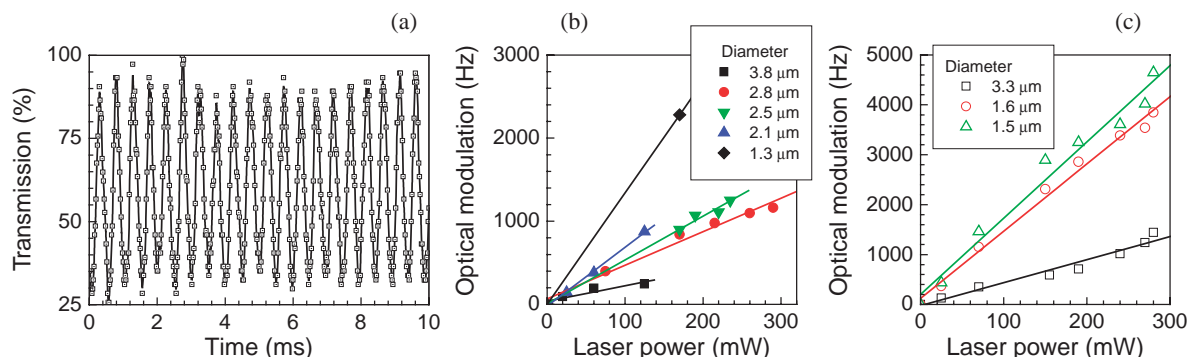 (a)
Transmission (%)
100
75
50
25
0
2
4
6
8
10
Time (ms)
(b)
Optical modulation (Hz)
3000
2000
1000
0
0
100
200
300
Laser power (mW)
Diameter
3.8 μm
2.8 μm
2.5 μm
2.1 μm
1.3 μm
(c)
Optical modulation (Hz)
5000
4000
3000
2000
1000
0
0
100
200
300
Laser power (mW)
Diameter
3.3 μm
1.6 μm
1.5 μm